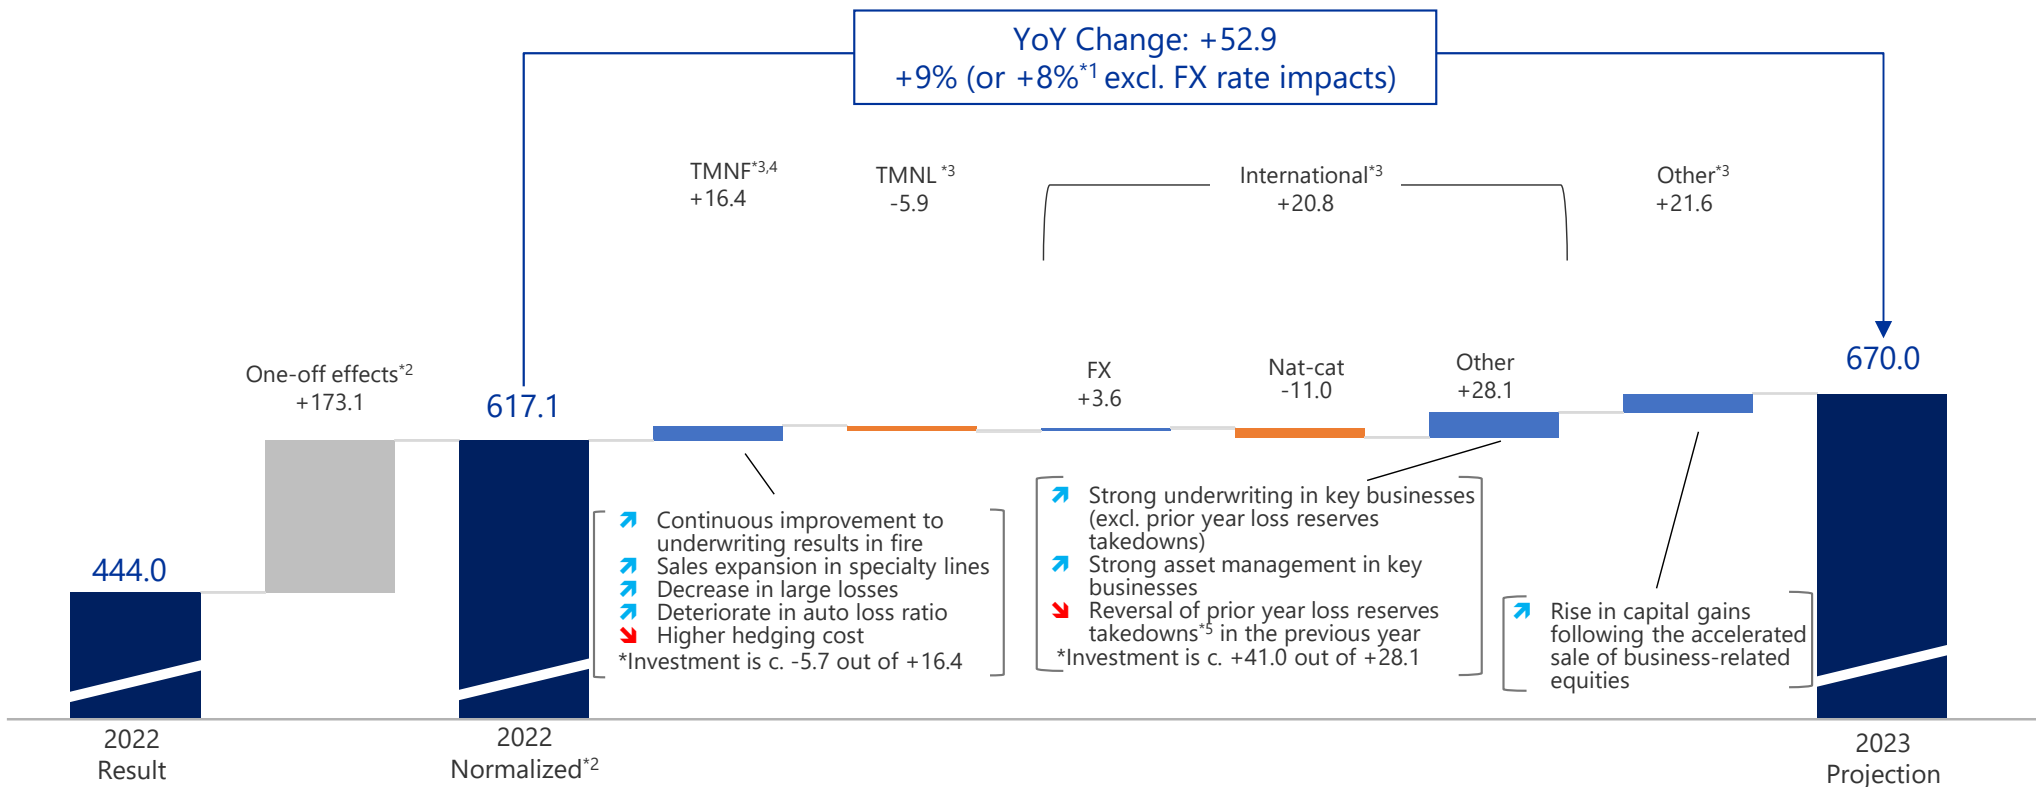 YoY Change: +52.9
+9% (or +8%*1 excl. FX rate impacts)
TMNF*3,4
+16.4
TMNL *3
-5.9
International*3
+20.8
Other*3
+21.6
One-off effects*2
+173.1
617.1
FX
+3.6
Nat-cat
-11.0
Other
+28.1
670.0
444.0
Continuous improvement to
underwriting results in fire
Sales expansion in specialty lines
Decrease in large losses
Deteriorate in auto loss ratio
Higher hedging cost
*Investment is c. -5.7 out of +16.4
Strong underwriting in key businesses
(excl. prior year loss reserves
takedowns)
Strong asset management in key
businesses
Reversal of prior year loss reserves
takedowns*5 in the previous year
*Investment is c. +41.0 out of +28.1
Rise in capital gains
following the accelerated
sale of business-related
equities
2022
Result
2022
Normalized*2
2023
Projection